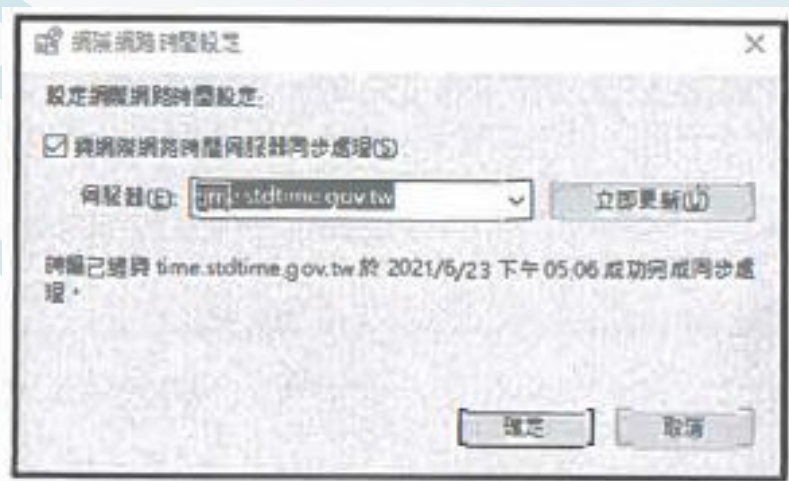 網際網路時間設定
設定網際網路時間設定:
與網際網路時間伺服器同步處理(S)
伺服器(E): time.stdtime.gov.tw 立即更新(U)
時鐘已經與 time.stdtime.gov.tw 於 2021/6/23 下午 05:06 成功完成同步處
理。
確定 取消